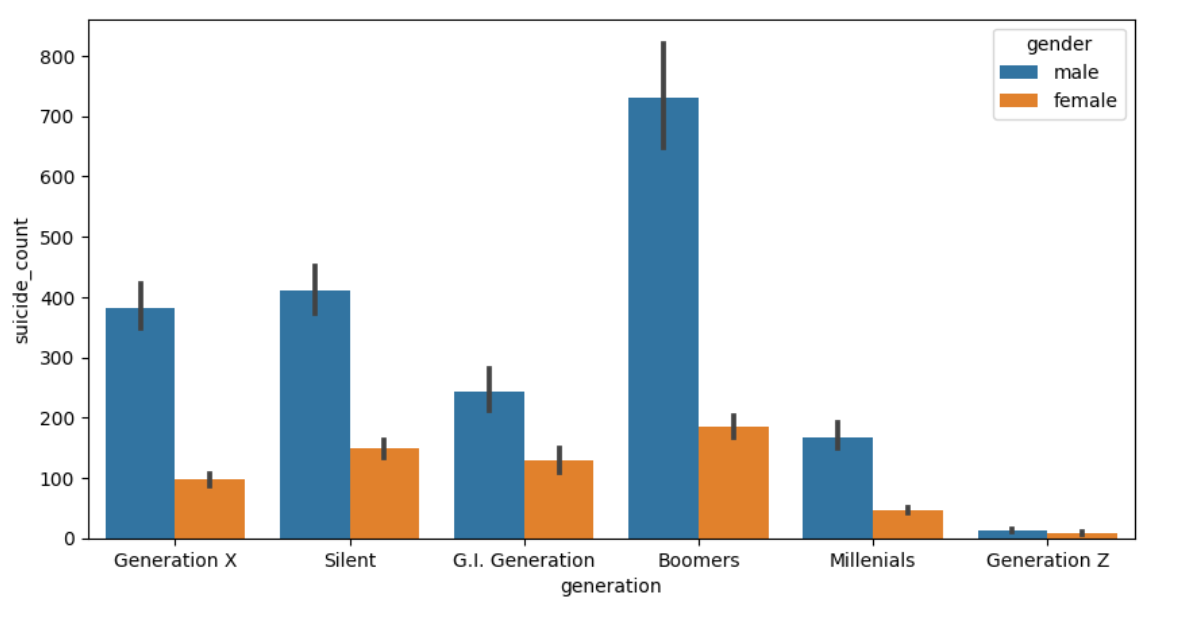 gender
male
female
800
700
600
500
400
300
200
100
0
suicide_count
Generation X
Silent
G.I. Generation
Boomers
Millenials
Generation Z
generation